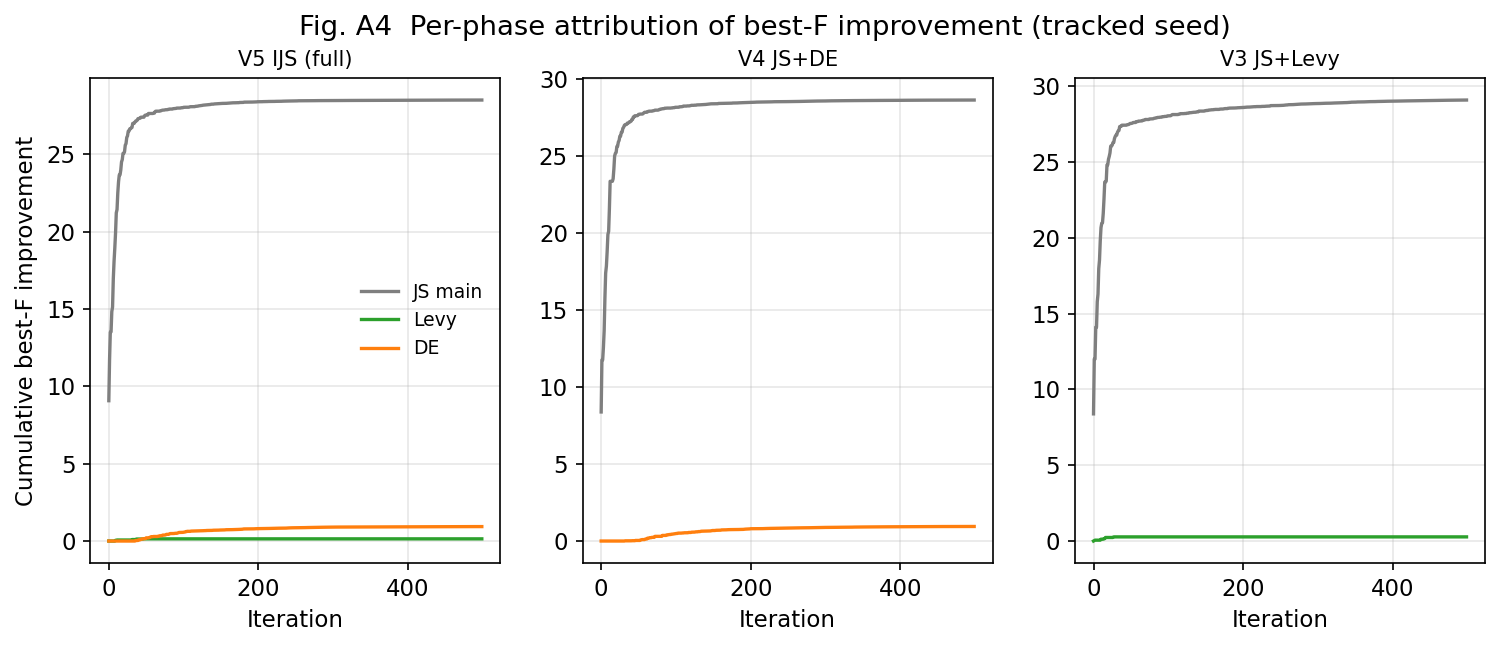 Fig. A4  Per-phase attribution of best-F improvement (tracked seed)
V5 IJS (full)
V4 JS+DE
V3 JS+Levy
Cumulative best-F improvement
25
20
15
10
5
0
JS main
Levy
DE
0
200
400
Iteration
30
25
20
15
10
5
0
0
200
400
Iteration
30
25
20
15
10
5
0
0
200
400
Iteration